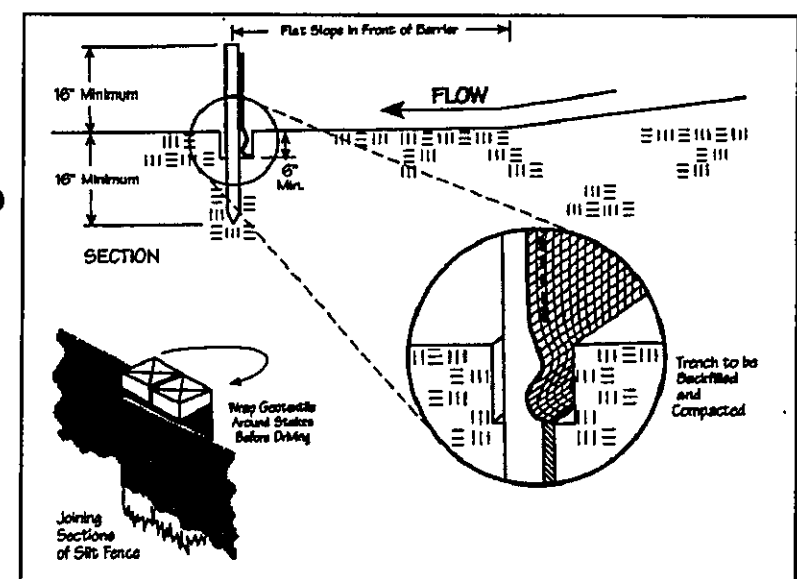 Flat Slope in Front of Barrier
16" Minimum
FLOW
16" Minimum
6"
Min.
SECTION
Wrap Geotextile
Around Stakes
Before Driving
Trench to be
Backfilled
and
Compacted
Joining
Sections
of Silt Fence